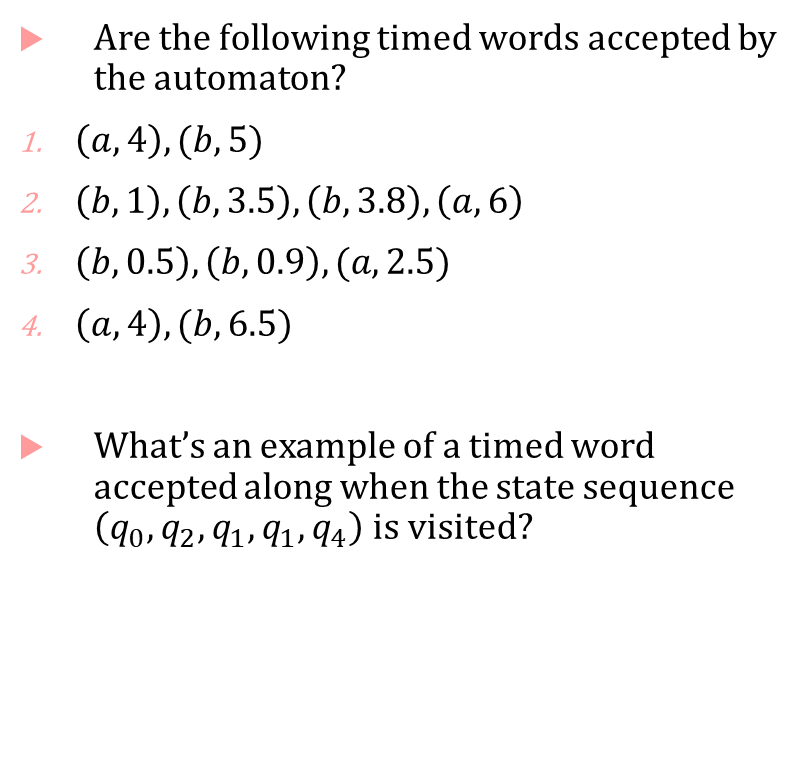 Are the following timed words accepted by
the automaton?
1. (a, 4), (b, 5)
2. (b, 1), (b, 3.5), (b, 3.8), (a, 6)
3. (b, 0.5), (b, 0.9), (a, 2.5)
4. (a, 4), (b, 6.5)
What’s an example of a timed word
accepted along when the state sequence
(q₀, q₂, q₁, q₁, q₄) is visited?